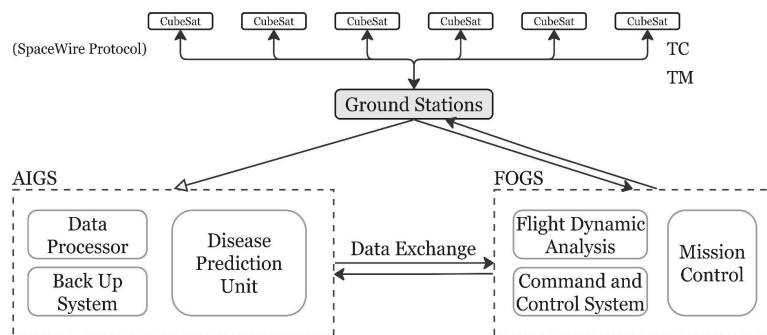 CubeSat CubeSat CubeSat CubeSat CubeSat CubeSat
(SpaceWire Protocol)
TC
TM
Ground Stations
AIGS
FOGS
Data
Processor
Back Up
System
Disease
Prediction
Unit
Data Exchange
Flight Dynamic
Analysis
Command and
Control System
Mission
Control